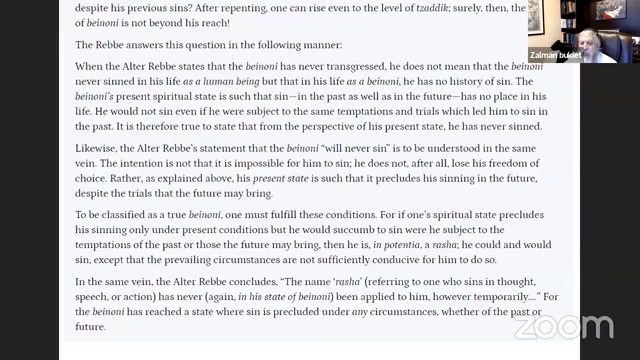 despite his previous sins? After repenting, one can rise even to the level of tzaddik; surely, then, the
of beinoni is not beyond his reach!
The Rebbe answers this question in the following manner:
When the Alter Rebbe states that the beinoni has never transgressed, he does not mean that the beinoni
never sinned in his life as a human being but that in his life as a beinoni, he has no history of sin. The
beinoni's present spiritual state is such that sin—in the past as well as in the future—has no place in his
life. He would not sin even if he were subject to the same temptations and trials which led him to sin in
the past. It is therefore true to state that from the perspective of his present state, he has never sinned.
Likewise, the Alter Rebbe's statement that the beinoni "will never sin" is to be understood in the same
vein. The intention is not that it is impossible for him to sin; he does not, after all, lose his freedom of
choice. Rather, as explained above, his present state is such that it precludes his sinning in the future,
despite the trials that the future may bring.
To be classified as a true beinoni, one must fulfill these conditions. For if one's spiritual state precludes
his sinning only under present conditions but he would succumb to sin were he subject to the
temptations of the past or those the future may bring, then he is, in potentia, a rasha; he could and would
sin, except that the prevailing circumstances are not sufficiently conducive for him to do so.
In the same vein, the Alter Rebbe concludes, "The name 'rasha' (referring to one who sins in thought,
speech, or action) has never (again, in his state of beinoni) been applied to him, however temporarily...." For
the beinoni has reached a state where sin is precluded under any circumstances, whether of the past or
future.
Zalman
zoom